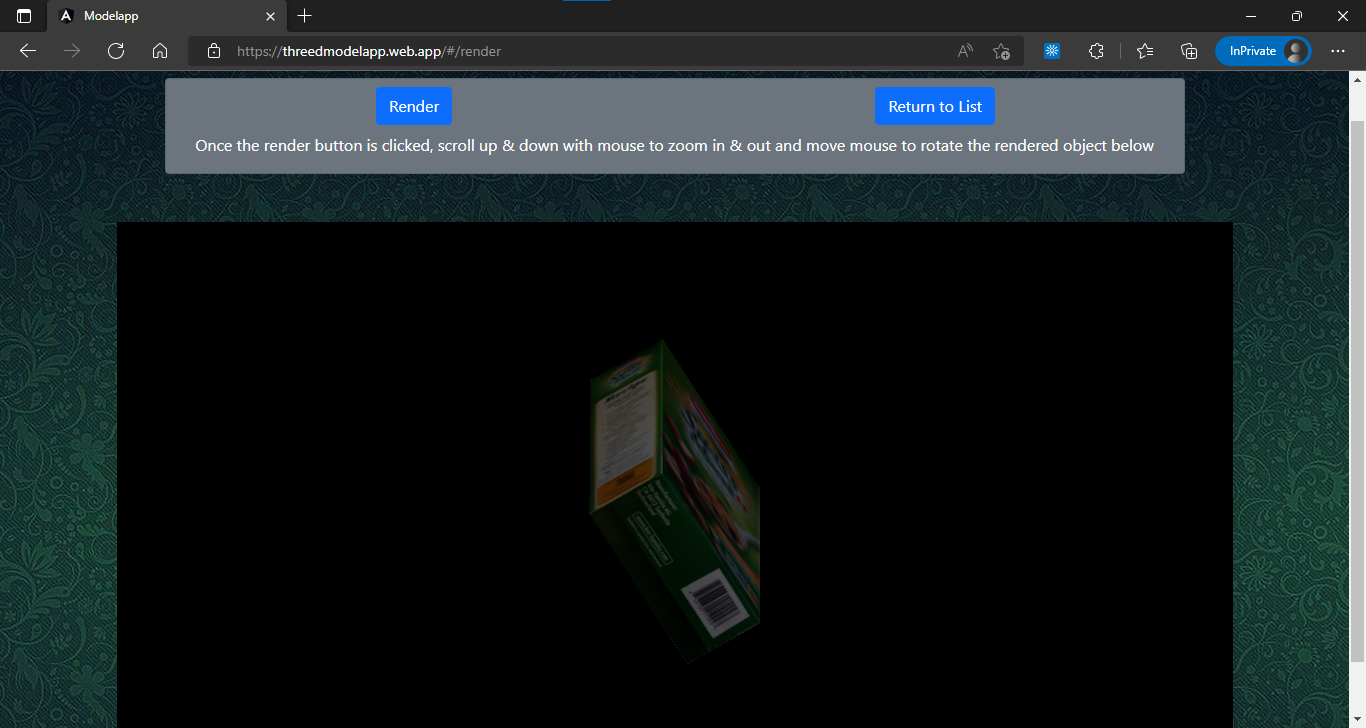 Modelapp
https://threedmodelapp.web.app/#/render
InPrivate
Render
Return to List
Once the render button is clicked, scroll up & down with mouse to zoom in & out and move mouse to rotate the rendered object below